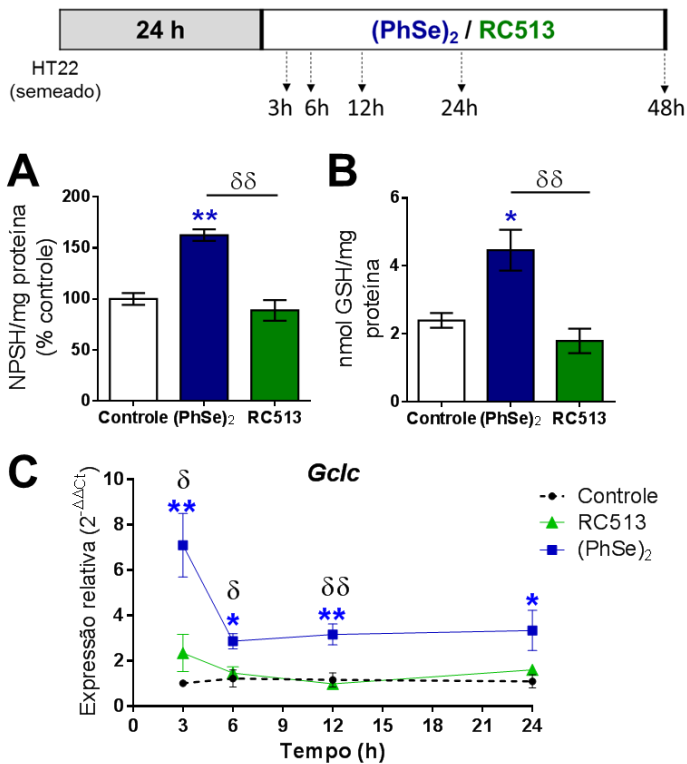 24 h
(PhSe)₂ / RC513
HT22
(semeado)
3h 6h 12h 24h 48h
A
NPSH/mg proteína
(% controle)
200
150
100
50
0
δδ
**
Controle (PhSe)₂ RC513
B
nmol GSH/mg
proteína
6
4
2
0
δδ
*
Controle (PhSe)₂ RC513
C
Gclc
Expressão relativa (2^-ΔΔCt)
10
8
6
4
2
0
δ
**
δ
*
δδ
**
*
Controle
RC513
(PhSe)₂
0 3 6 9 12 15 18 21 24
Tempo (h)